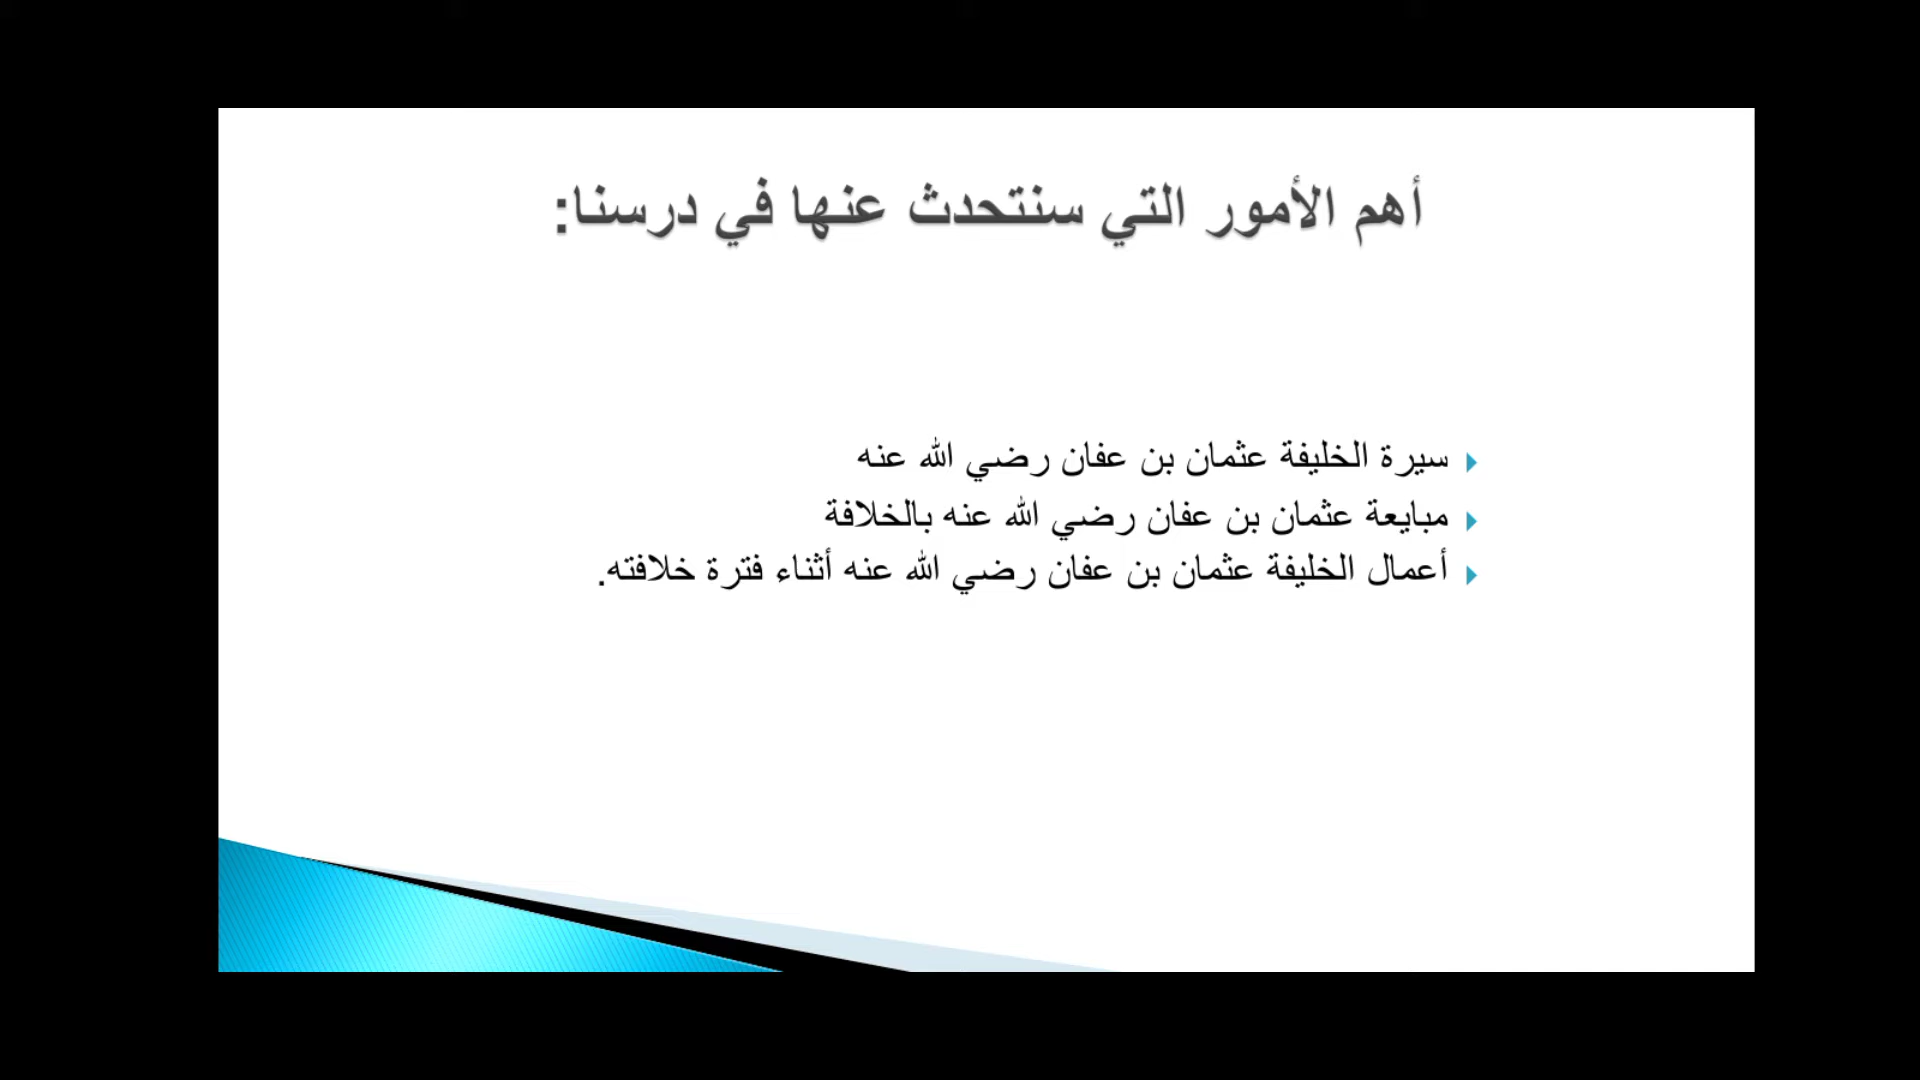 أهم الأمور التي سنتحدث عنها في درسنا:
سيرة الخليفة عثمان بن عفان رضي الله عنه
مبايعة عثمان بن عفان رضي الله عنه بالخلافة
أعمال الخليفة عثمان بن عفان رضي الله عنه أثناء فترة خلافته.